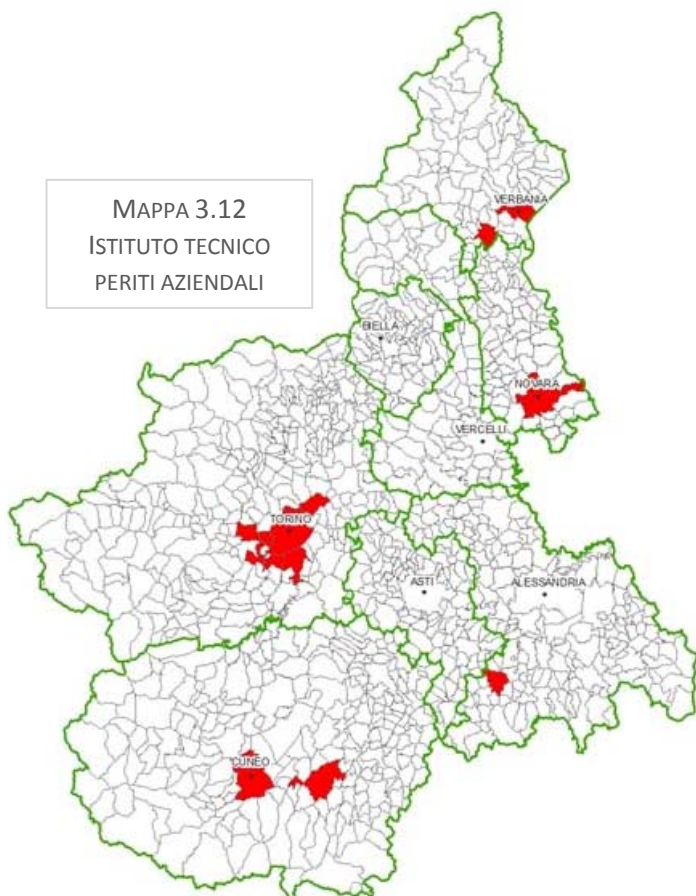 MAPPA 3.12
ISTITUTO TECNICO
PERITI AZIENDALI
VERBANIA
BIELLA
NOVARA
VERCELLI
TORINO
ASTI
ALESSANDRIA
CUNEO